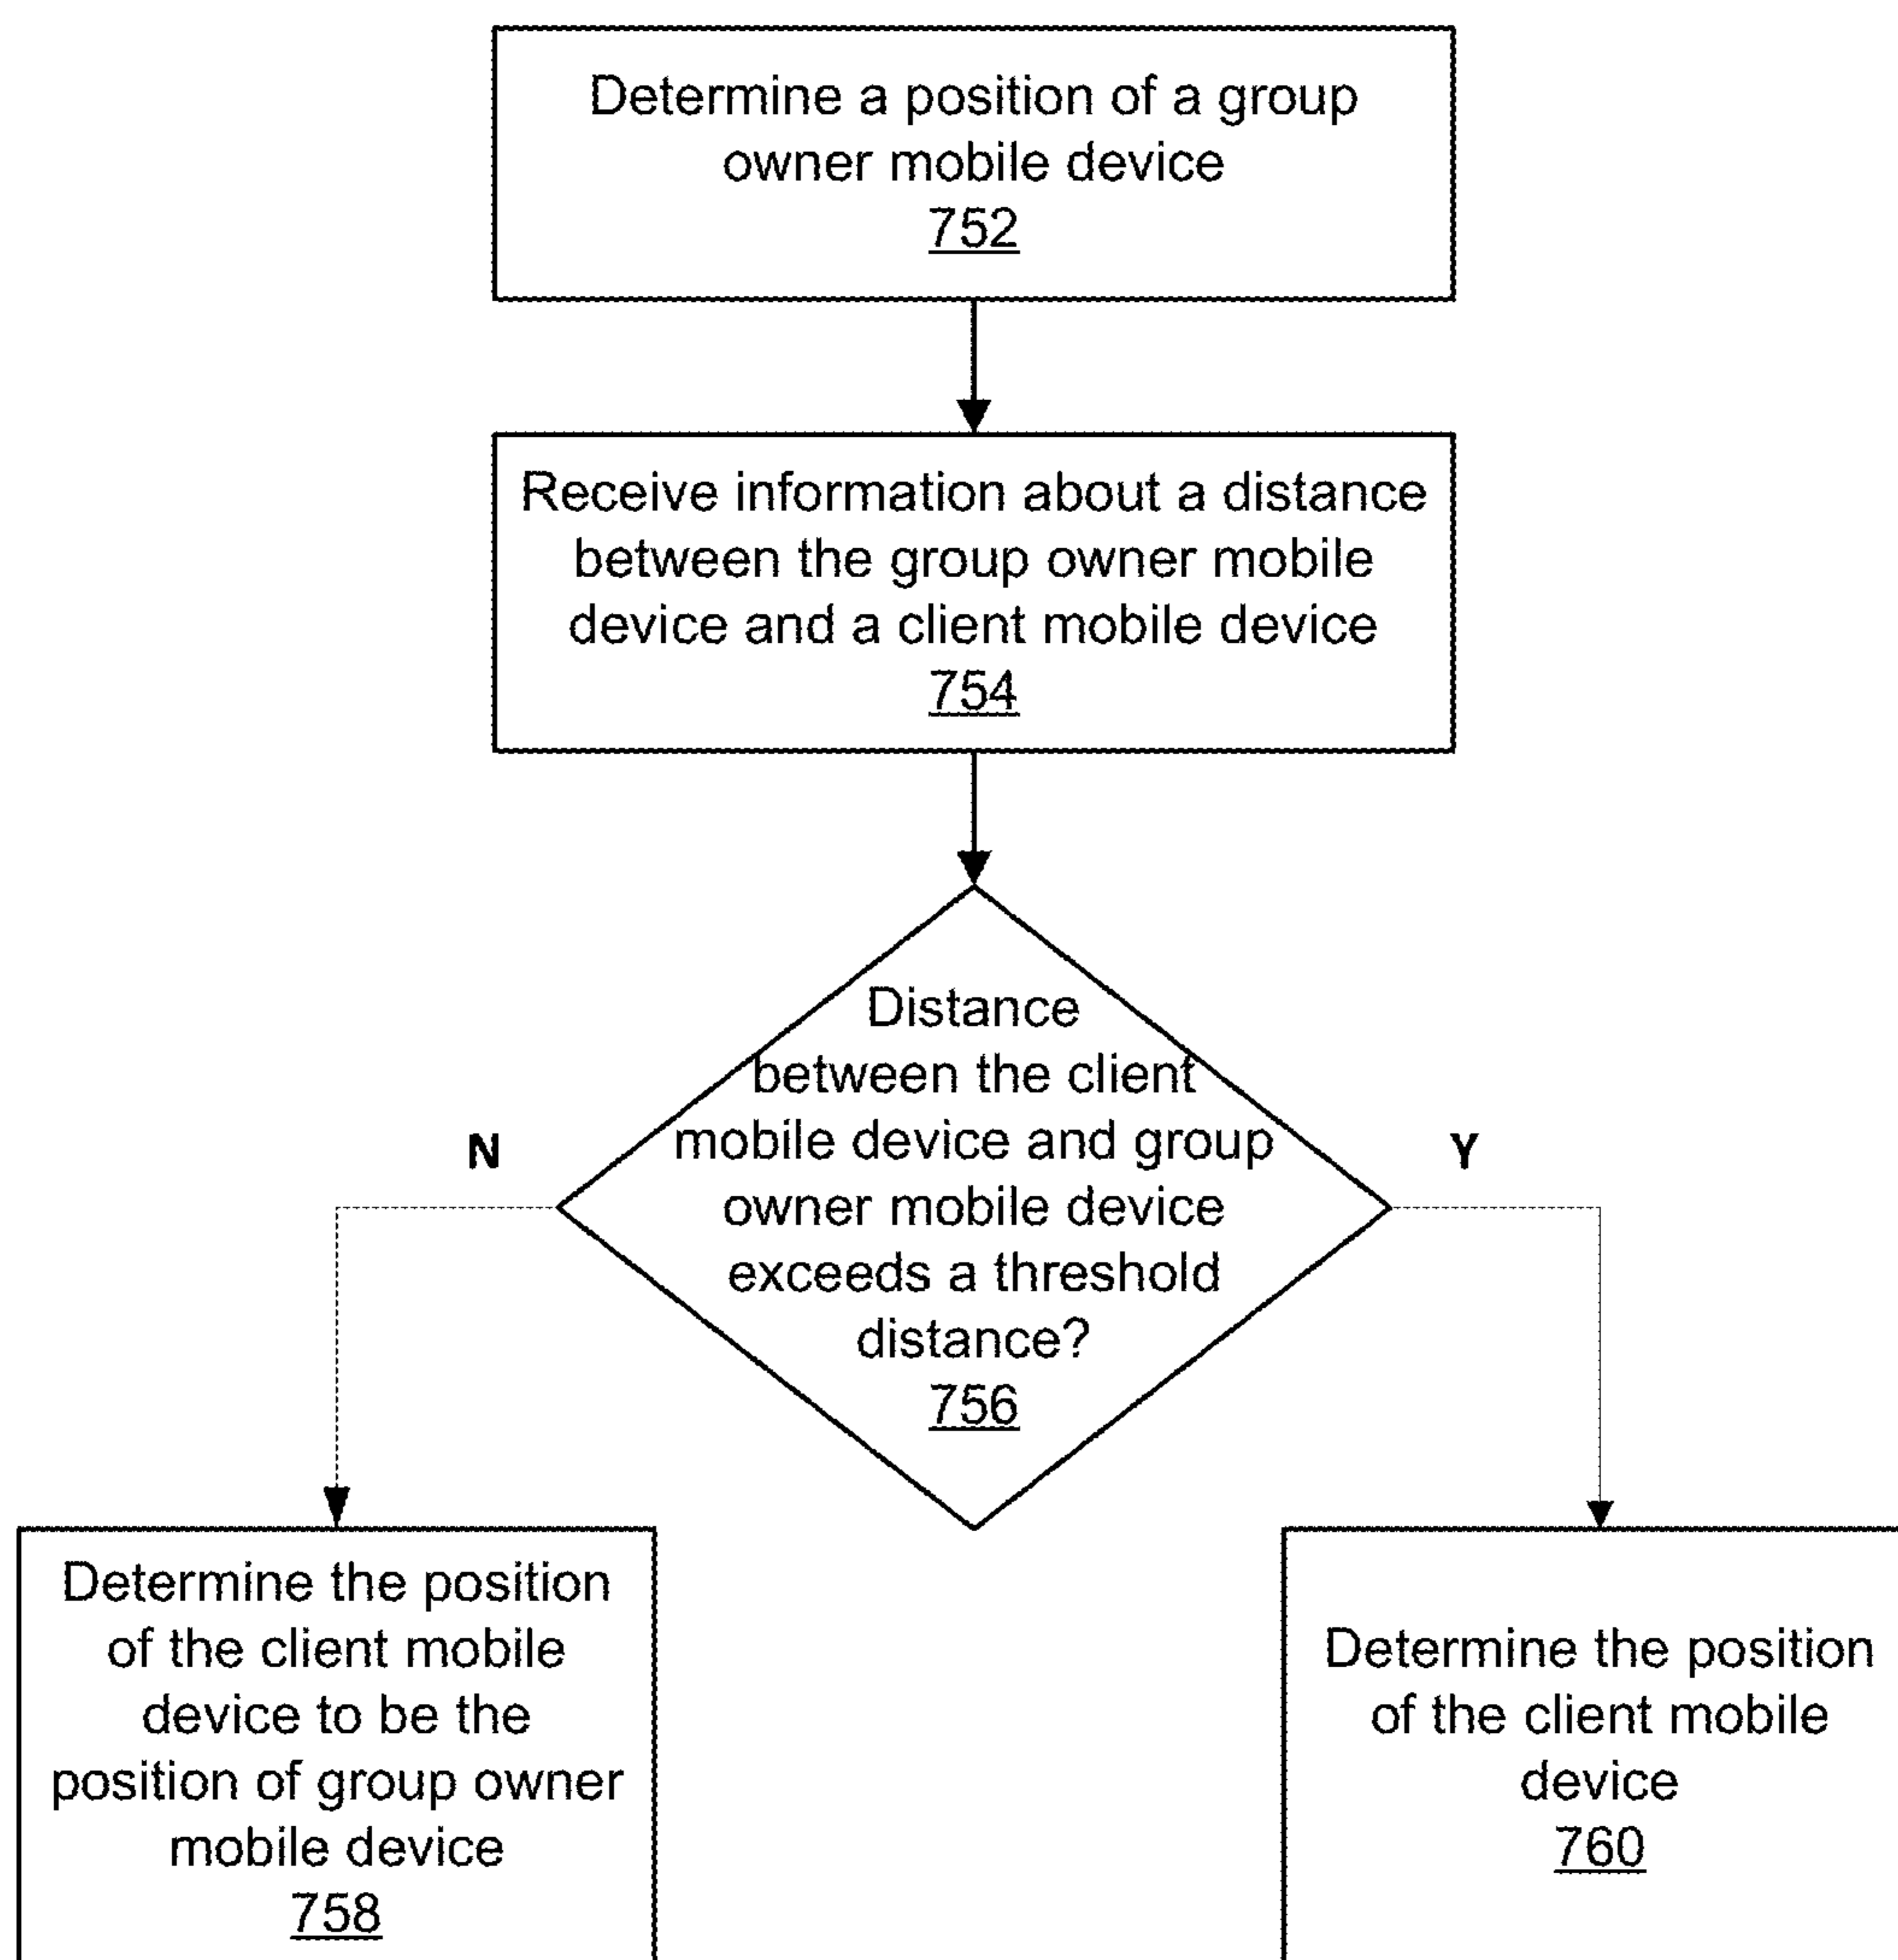 Determine a position of a group
owner mobile device
752
Receive information about a distance
between the group owner mobile
device and a client mobile device
754
Distance
between the client
mobile device and group
owner mobile device
exceeds a threshold
distance?
756
N
Y
Determine the position
of the client mobile
device to be the
position of group owner
mobile device
758
Determine the position
of the client mobile
device
760